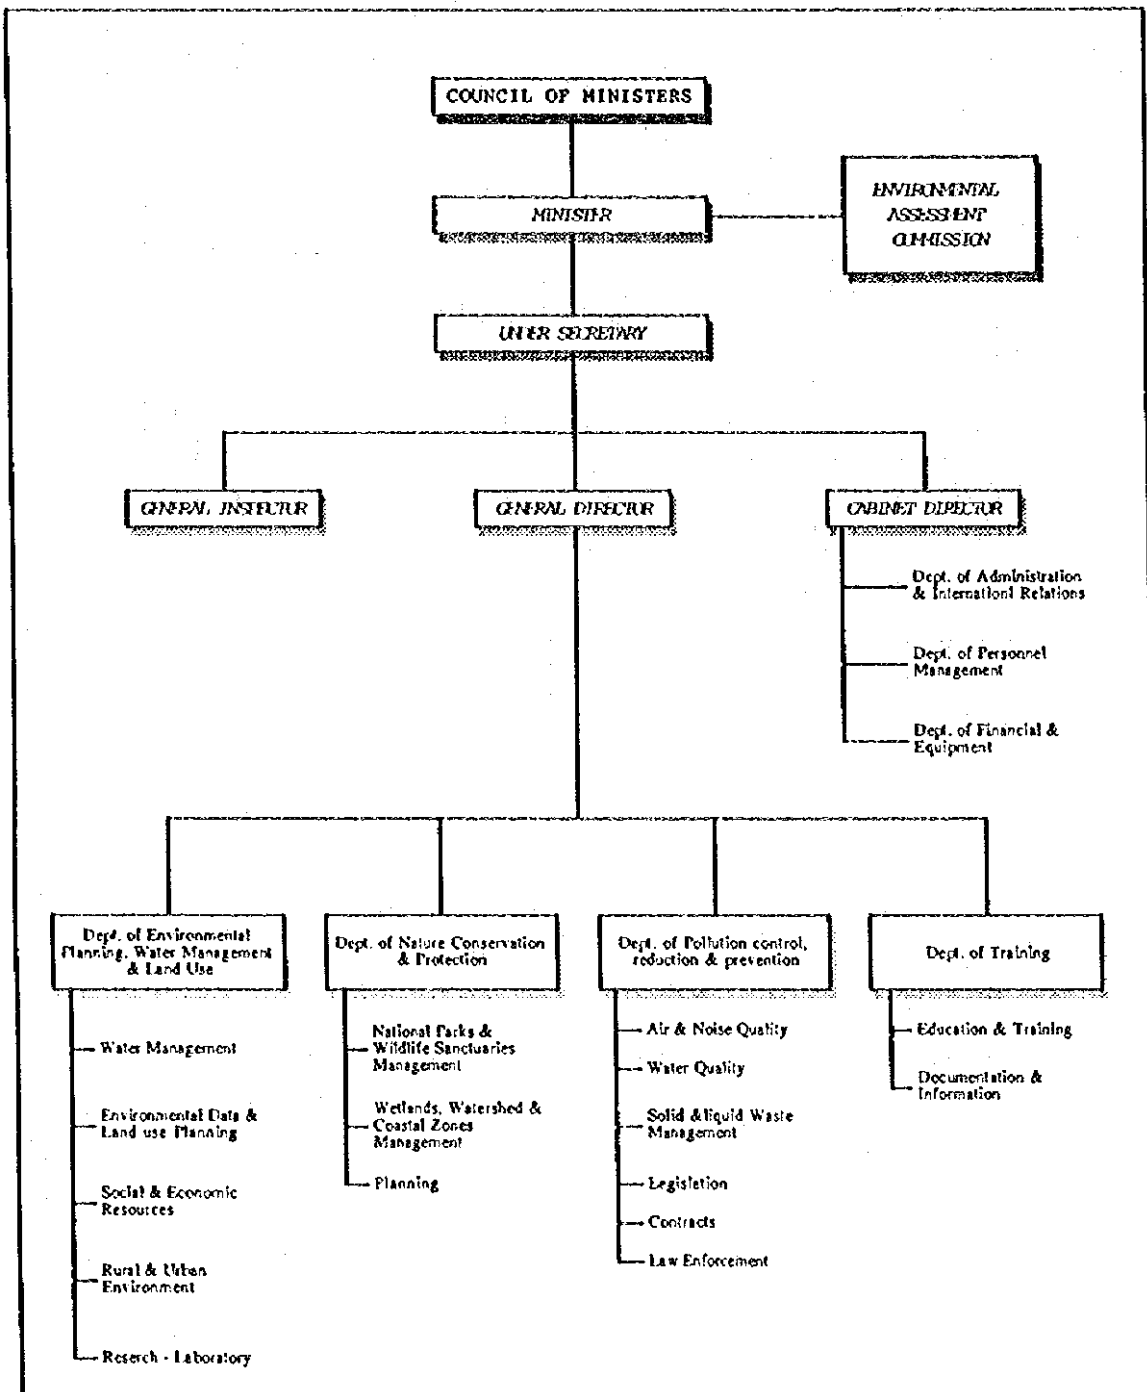 COUNCIL OF MINISTERS
MINISTER
ENVIRONMENTAL
ASSESSMENT
COMMISSION
UNDER SECRETARY
GENERAL INSPECTOR
GENERAL DIRECTOR
CABINET DIRECTOR
Dept. of Administration
& Internationl Relations
Dept. of Personnel
Management
Dept. of Financial &
Equipment
Dept. of Environmental
Planning, Water Management
& Land Use
Dept. of Nature Conservation
& Protection
Dept. of Pollution control,
reduction & prevention
Dept. of Training
Water Management
Environmental Data &
Land use Planning
Social & Economic
Resources
Rural & Urban
Environment
Reserch - Laboratory
National Parks &
Wildlife Sanctuaries
Management
Wetlands, Watershed &
Coastal Zones
Management
Planning
Air & Noise Quality
Water Quality
Solid &liquid Waste
Management
Legislation
Contracts
Law Enforcement
Education & Training
Documentation &
Information